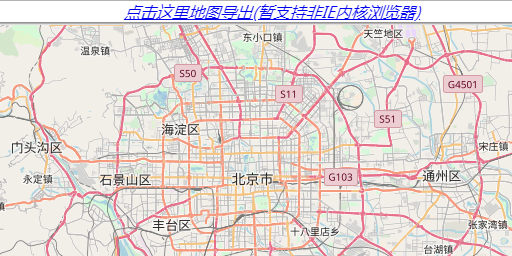 点击这里地图导出(暂支持非IE内核浏览器)
东小口镇
天竺地区
温泉镇
S50
G4501
S11
S51
海淀区
门头沟区
宋庄镇
永定镇
石景山区
北京市
G103
通州区
镇
丰台区
张家湾镇
十八里店乡
台湖镇